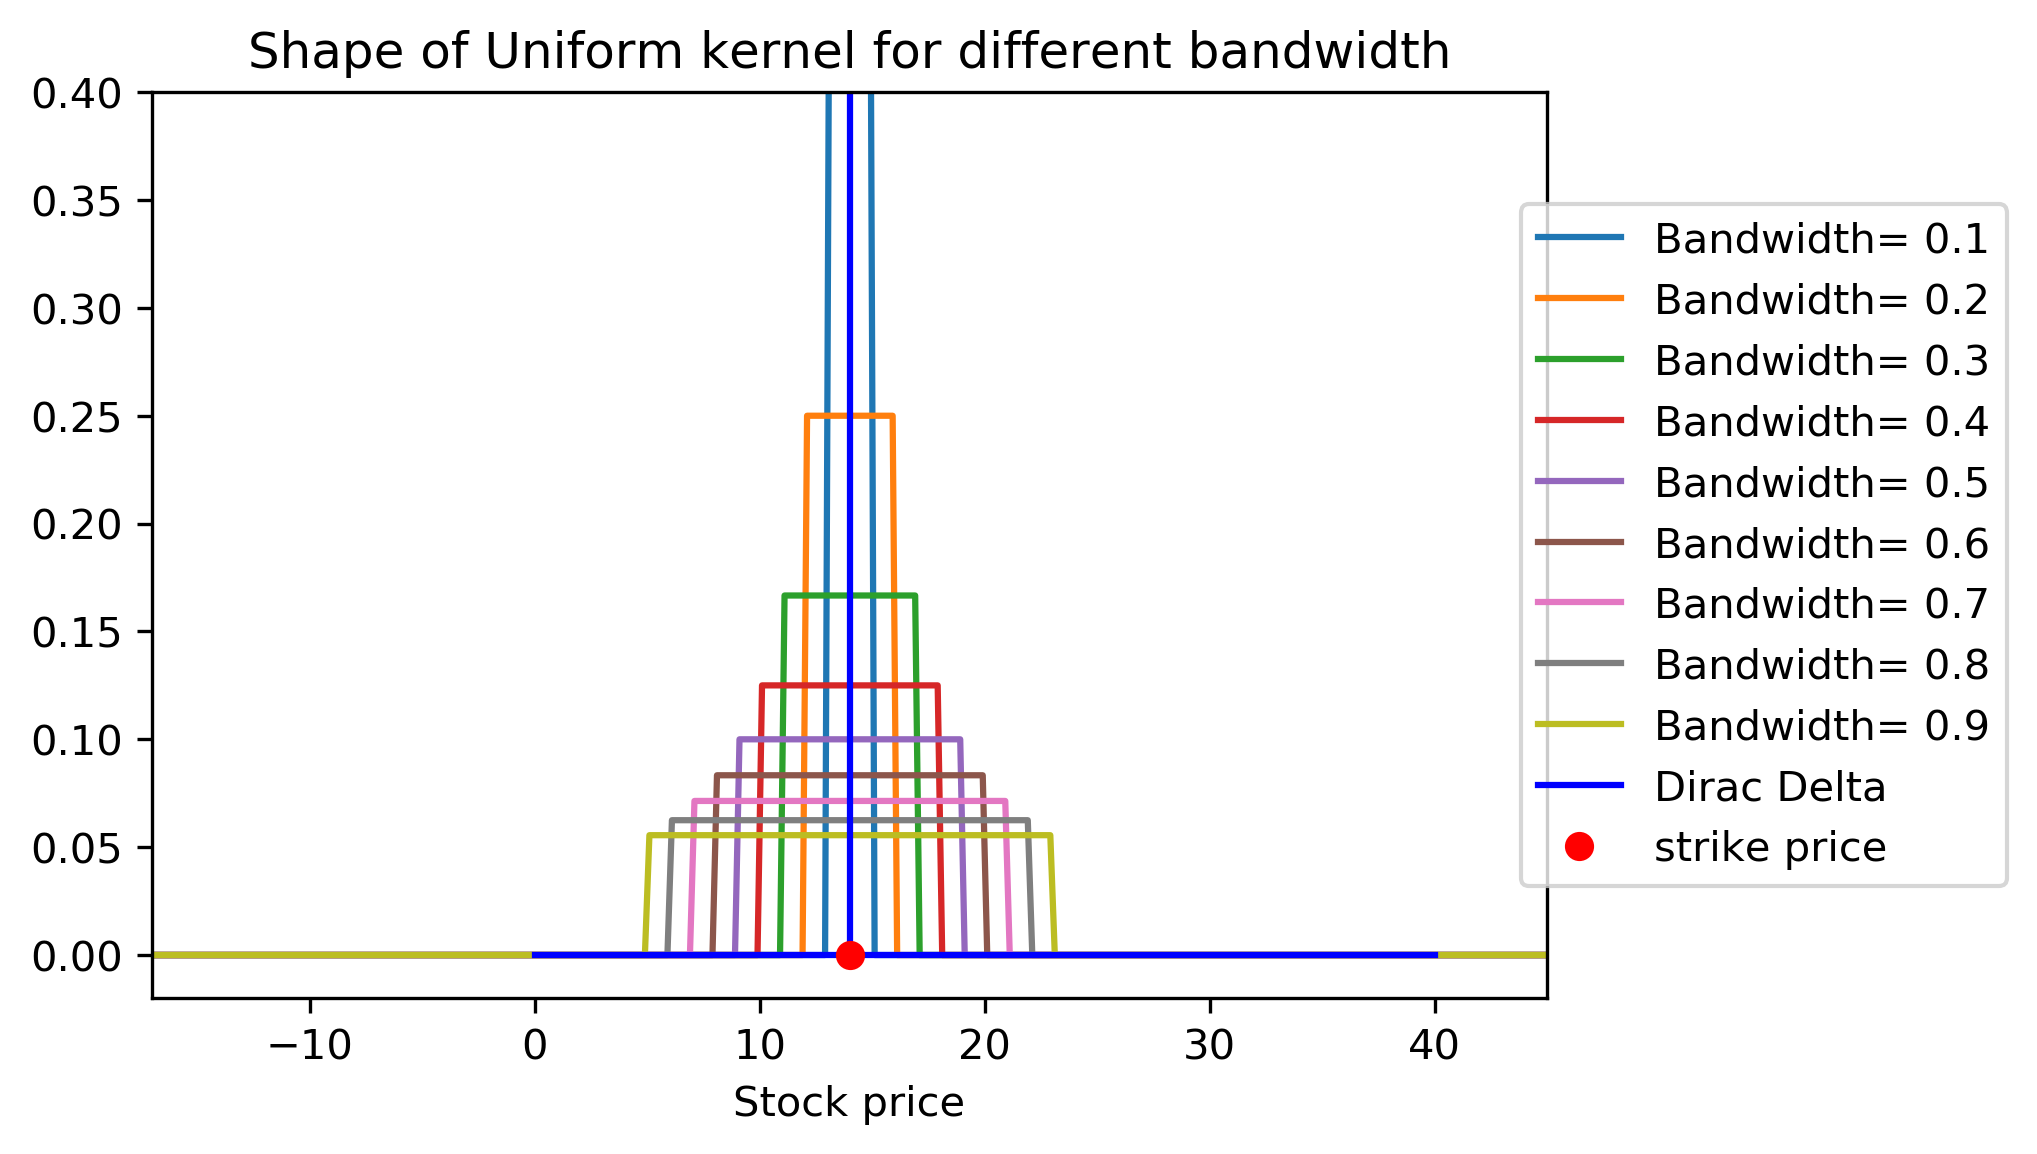 Shape of Uniform kernel for different bandwidth
0.40
0.35
0.30
0.25
0.20
0.15
0.10
0.05
0.00
−10
0
10
20
30
40
Stock price
Bandwidth= 0.1
Bandwidth= 0.2
Bandwidth= 0.3
Bandwidth= 0.4
Bandwidth= 0.5
Bandwidth= 0.6
Bandwidth= 0.7
Bandwidth= 0.8
Bandwidth= 0.9
Dirac Delta
strike price